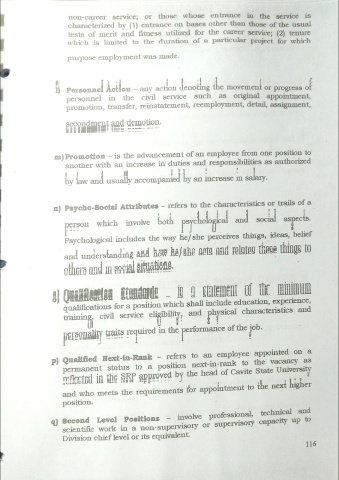 non-career service; or those whose entrance in the service is
characterized by (1) entrance on bases other than those of the usual
tests of merit and fitness utilized for the career service; (2) tenure
which is limited to the duration of a particular project for which
purpose employment was made.
l) Personnel Action – any action denoting the movement or progress of
personnel in the civil service such as original appointment,
promotion, transfer, reinstatement, reemployment, detail, assignment,
secondment and demotion.
m) Promotion – is the advancement of an employee from one position to
another with an increase in duties and responsibilities as authorized
by law and usually accompanied by an increase in salary.
n) Psycho-Social Attributes – refers to the characteristics or traits of a
person which involve both psychological and social aspects.
Psychological includes the way he/she perceives things, ideas, belief
and understanding and how he/she acts and relates these things to
others and in social situations.
Qualification Standards – is a statement of the minimum
qualifications for a position which shall include education, experience,
training, civil service eligibility, and physical characteristics and
personality traits required in the performance of the job.
p) Qualified Next-in-Rank – refers to an employee appointed on a
permanent status to a position next-in-rank to the vacancy as
reflected in the SRP approved by the head of Cavite State University
and who meets the requirements for appointment to the next higher
position.
q) Second Level Positions – involve professional, technical and
scientific work in a non-supervisory or supervisory capacity up to
Division chief level or its equivalent.
116